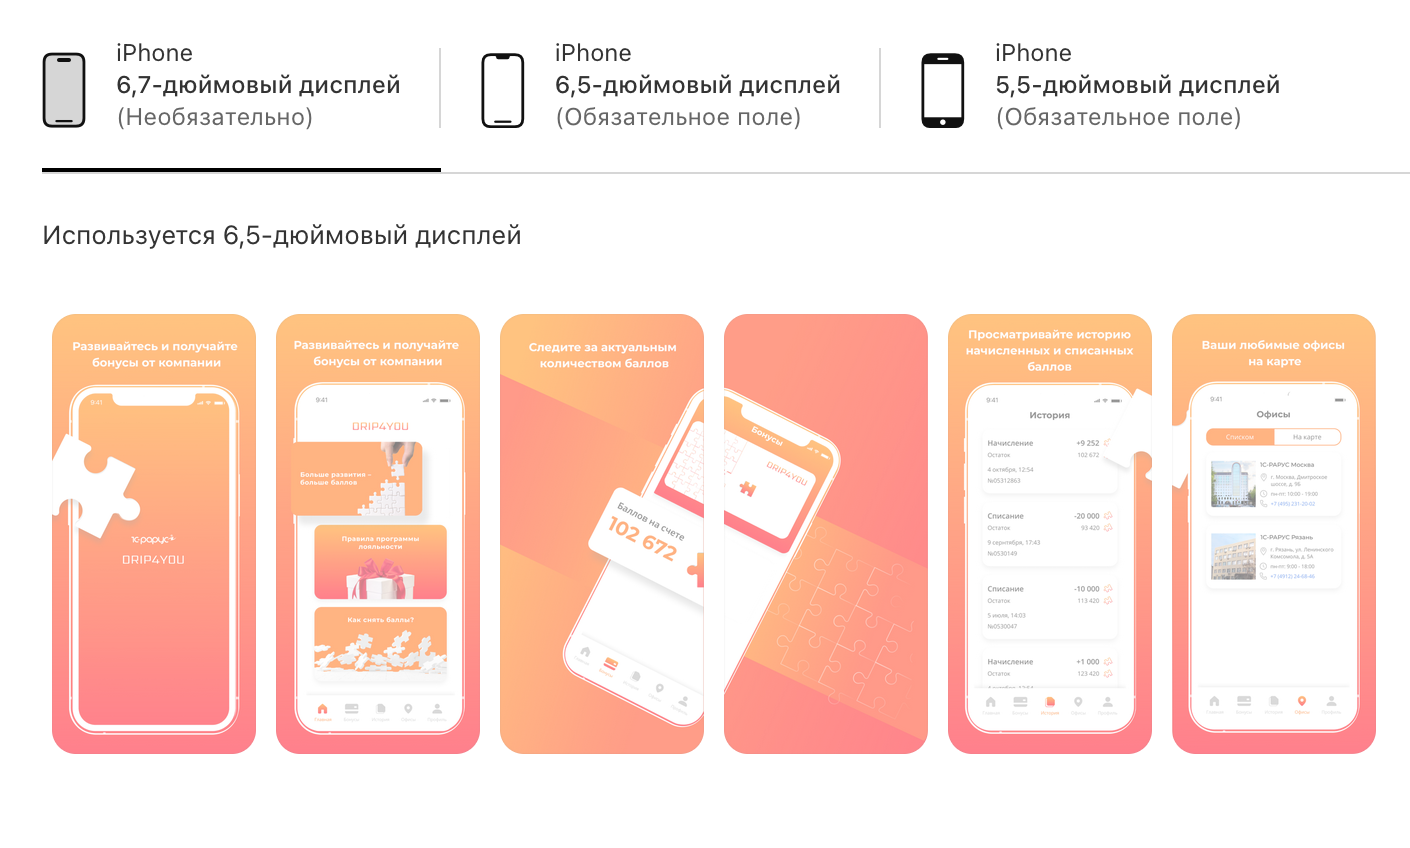 iPhone
6,7-дюймовый дисплей
(Необязательно)
iPhone
6,5-дюймовый дисплей
(Обязательное поле)
iPhone
5,5-дюймовый дисплей
(Обязательное поле)
Используется 6,5-дюймовый дисплей
Развивайтесь и получайте
бонусы от компании
9:41
1С·рарус
DRIP4YOU
Развивайтесь и получайте
бонусы от компании
9:41
DRIP4YOU
Больше развития -
больше баллов
Правила программы
лояльности
Как снять баллы?
Главная
Бонусы
История
Офисы
Профиль
Следите за актуальным
количеством баллов
Баллов на счете
102 672
Бонусы
Бонусы
DRIP4YOU
Просматривайте историю
начисленных и списанных
баллов
9:41
История
Начисление +9 252
Остаток 102 672
4 октября, 12:54
№05312863
Списание -20 000
Остаток 93 420
9 сентября, 17:43
№0530149
Списание -10 000
Остаток 113 420
5 июля, 14:03
№0530047
Начисление +1 000
Остаток 123 420
4 октября, 12:54
Главная
Бонусы
История
Офисы
Профиль
Ваши любимые офисы
на карте
9:41
Офисы
Списком
На карте
1С-РАРУС Москва
г. Москва, Дмитровское
шоссе, д. 9Б
пн-пт: 10:00 - 19:00
+7 (495) 231-20-02
1С-РАРУС Рязань
г. Рязань, ул. Ленинского
Комсомола, д. 5А
пн-пт: 9:00 - 18:00
+7 (4912) 24-68-46
Главная
Бонусы
История
Офисы
Профиль